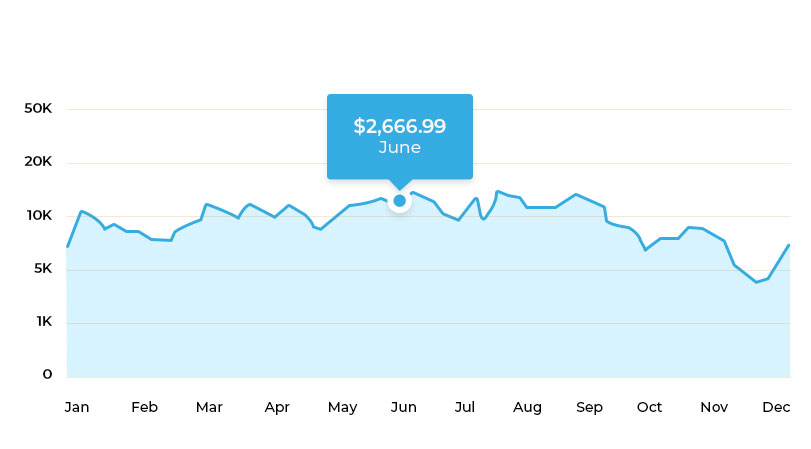 50K
$2,666.99
June
20K
10K
5K
1K
0
Jan Feb Mar Apr May Jun Jul Aug Sep Oct Nov Dec